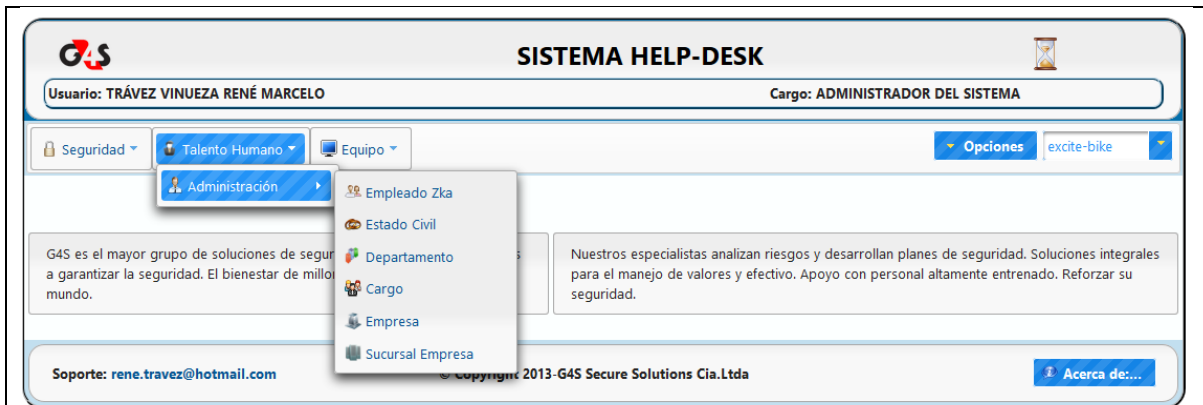 G4S
SISTEMA HELP-DESK
Usuario: TRÁVEZ VINUEZA RENÉ MARCELO
Cargo: ADMINISTRADOR DEL SISTEMA
Seguridad
Talento Humano
Equipo
Opciones
excite-bike
Administración
Empleado Zka
Estado Civil
Departamento
Cargo
Empresa
Sucursal Empresa
G4S es el mayor grupo de soluciones de
a garantizar la seguridad. El bienestar de
mundo.
Nuestros especialistas analizan riesgos y desarrollan planes de seguridad. Soluciones integrales
para el manejo de valores y efectivo. Apoyo con personal altamente entrenado. Reforzar su
seguridad.
Soporte: rene.travez@hotmail.com
© Copyright 2013-G4S Secure Solutions Cia.Ltda
Acerca de:...